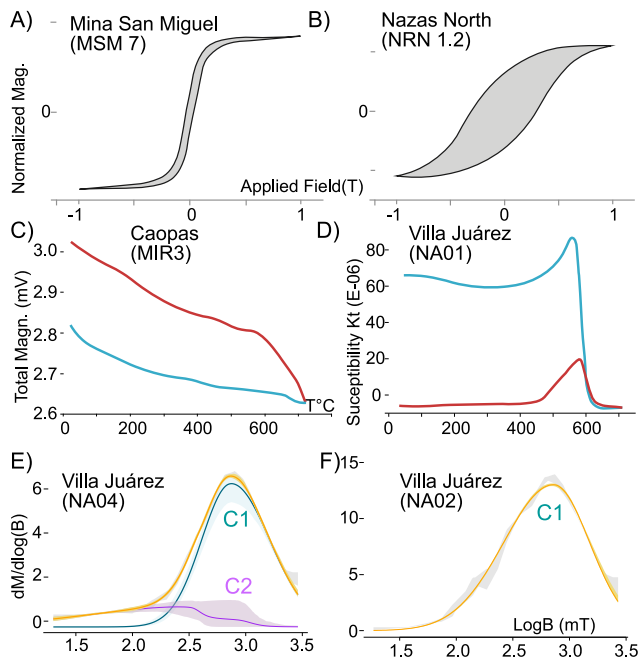 A) Mina San Miguel
(MSM 7)
B) Nazas North
(NRN 1.2)
Normalized Mag.
0
0
Applied Field(T)
-1 0 1
-1 0 1
C) Caopas
(MIR3)
D) Villa Juárez
(NA01)
Total Magn. (mV)
3.0
2.9
2.8
2.7
2.6
T°C
0 200 400 600
Suceptibility Kt (E-06)
80
60
40
20
0
0 200 400 600
E) Villa Juárez
(NA04)
F) Villa Juárez
(NA02)
dM/dlog(B)
6
4
2
0
C1
C2
1.5 2.0 2.5 3.0 3.5
15
10
5
0
C1
LogB (mT)
1.5 2.0 2.5 3.0 3.5